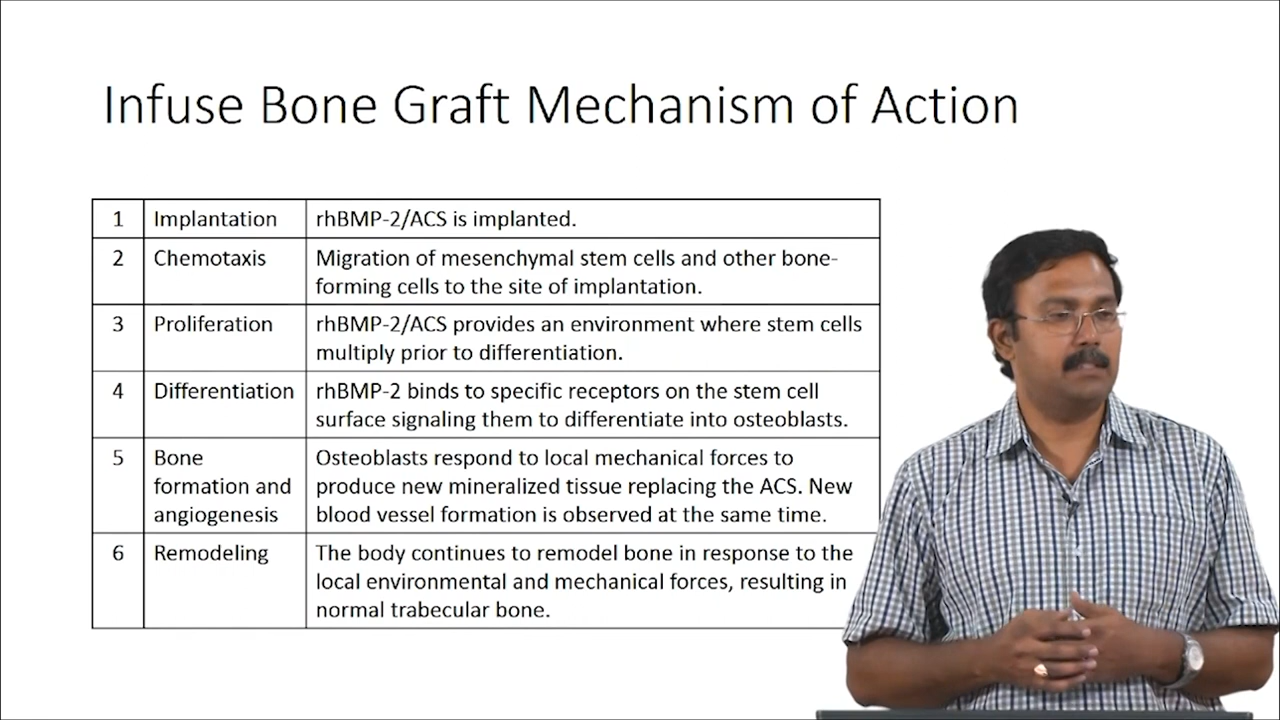 Infuse Bone Graft Mechanism of Action
1 Implantation rhBMP-2/ACS is implanted.
2 Chemotaxis Migration of mesenchymal stem cells and other bone-
forming cells to the site of implantation.
3 Proliferation rhBMP-2/ACS provides an environment where stem cells
multiply prior to differentiation.
4 Differentiation rhBMP-2 binds to specific receptors on the stem cell
surface signaling them to differentiate into osteoblasts.
5 Bone Osteoblasts respond to local mechanical forces to
formation and produce new mineralized tissue replacing the ACS. New
angiogenesis blood vessel formation is observed at the same time.
6 Remodeling The body continues to remodel bone in response to the
local environmental and mechanical forces, resulting in
normal trabecular bone.